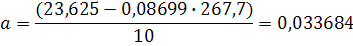 a = (23,625 − 0,08699 · 267,7) / 10 = 0,033684